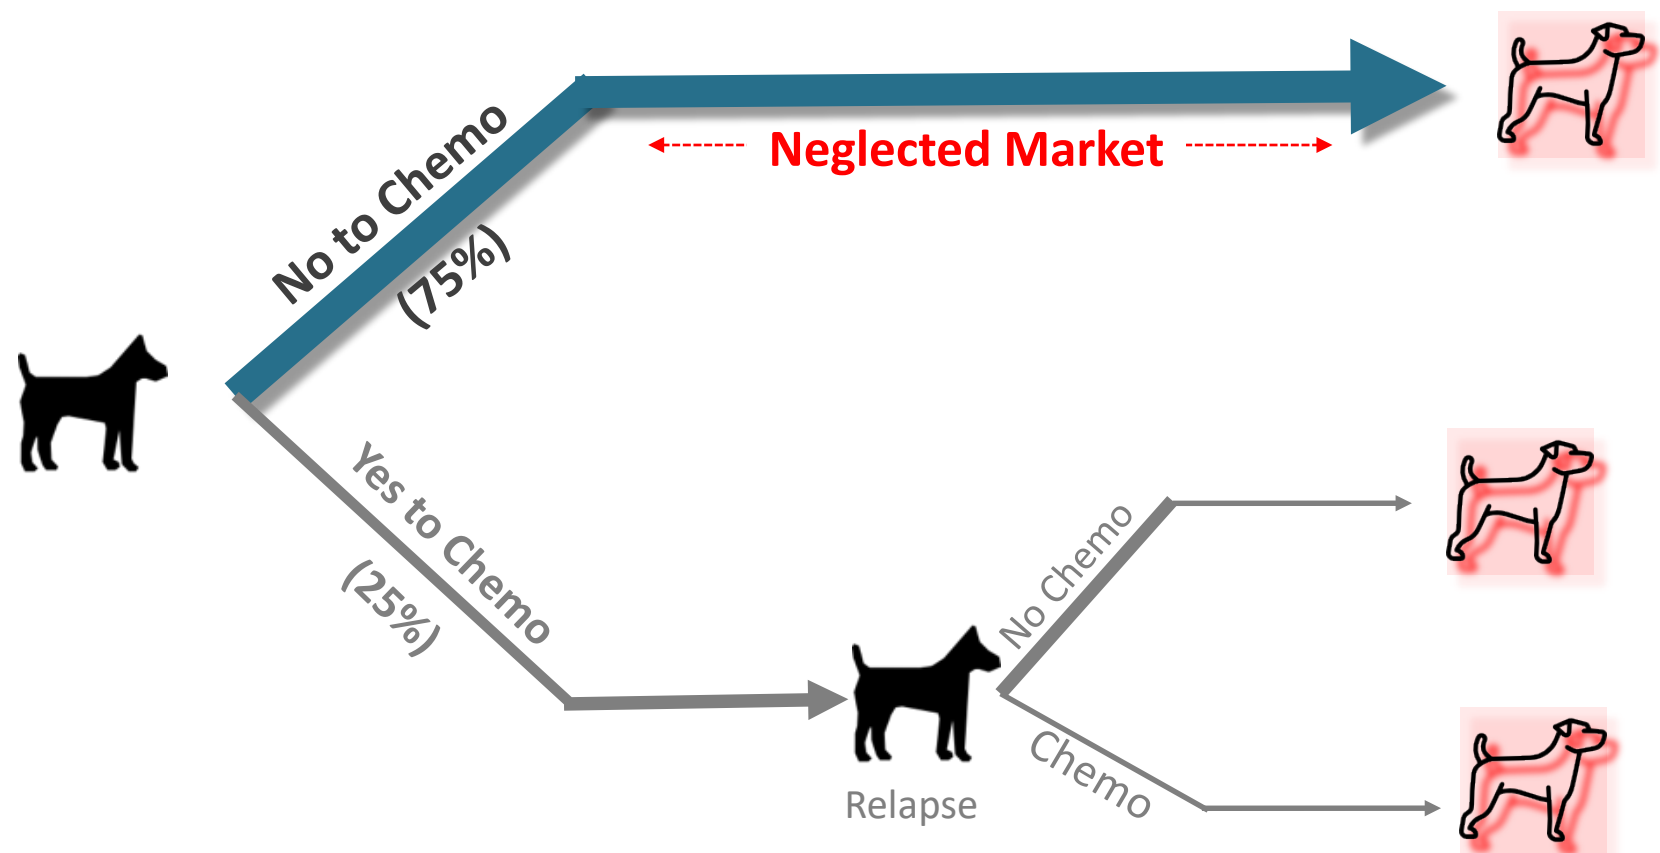 No to Chemo
(75%)
Neglected Market
Yes to Chemo
(25%)
Relapse
No Chemo
Chemo